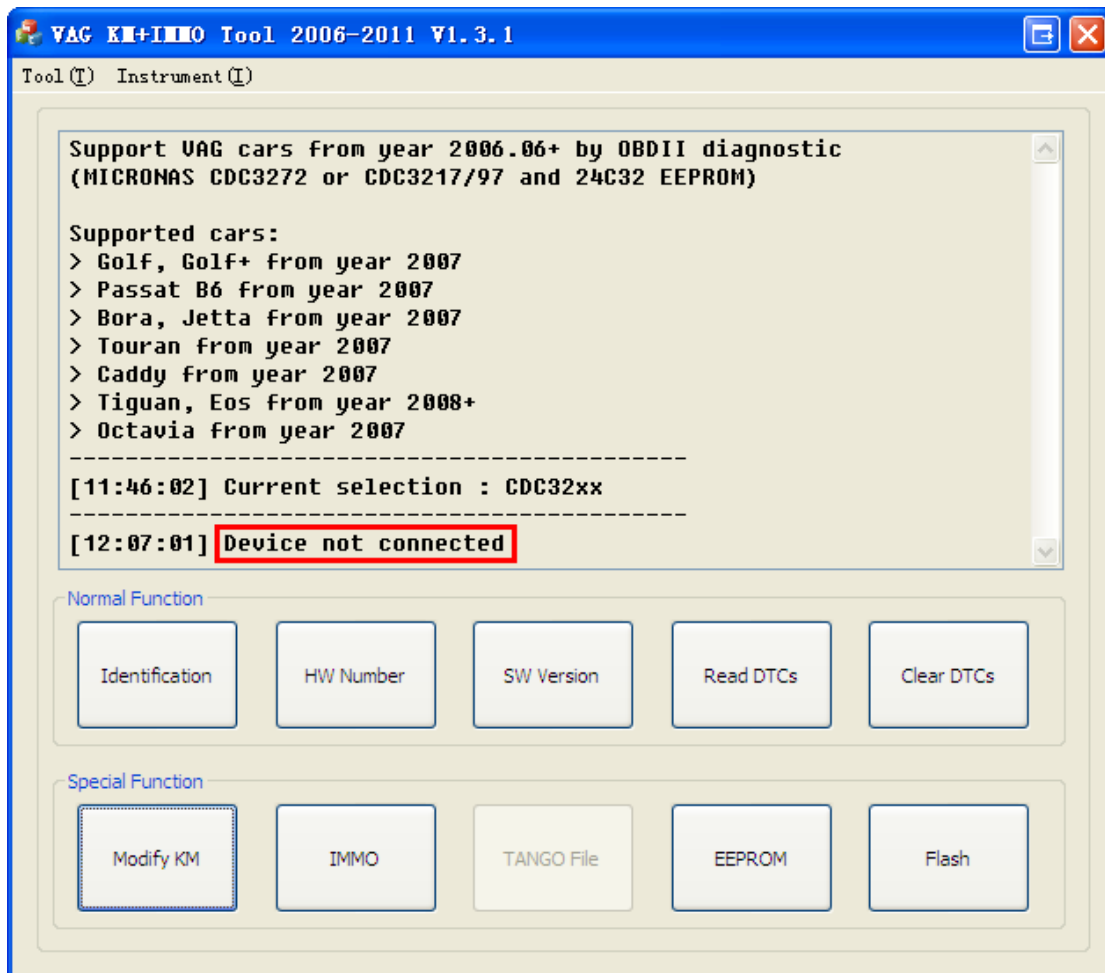 VAG KM+IMMO Tool 2006-2011 V1.3.1
Tool(T) Instrument(I)
Support VAG cars from year 2006.06+ by OBDII diagnostic
(MICRONAS CDC3272 or CDC3217/97 and 24C32 EEPROM)
Supported cars:
> Golf, Golf+ from year 2007
> Passat B6 from year 2007
> Bora, Jetta from year 2007
> Touran from year 2007
> Caddy from year 2007
> Tiguan, Eos from year 2008+
> Octavia from year 2007
--------------------------------------------
[11:46:02] Current selection : CDC32xx
--------------------------------------------
[12:07:01] Device not connected
Normal Function
Identification HW Number SW Version Read DTCs Clear DTCs
Special Function
Modify KM IMMO TANGO File EEPROM Flash